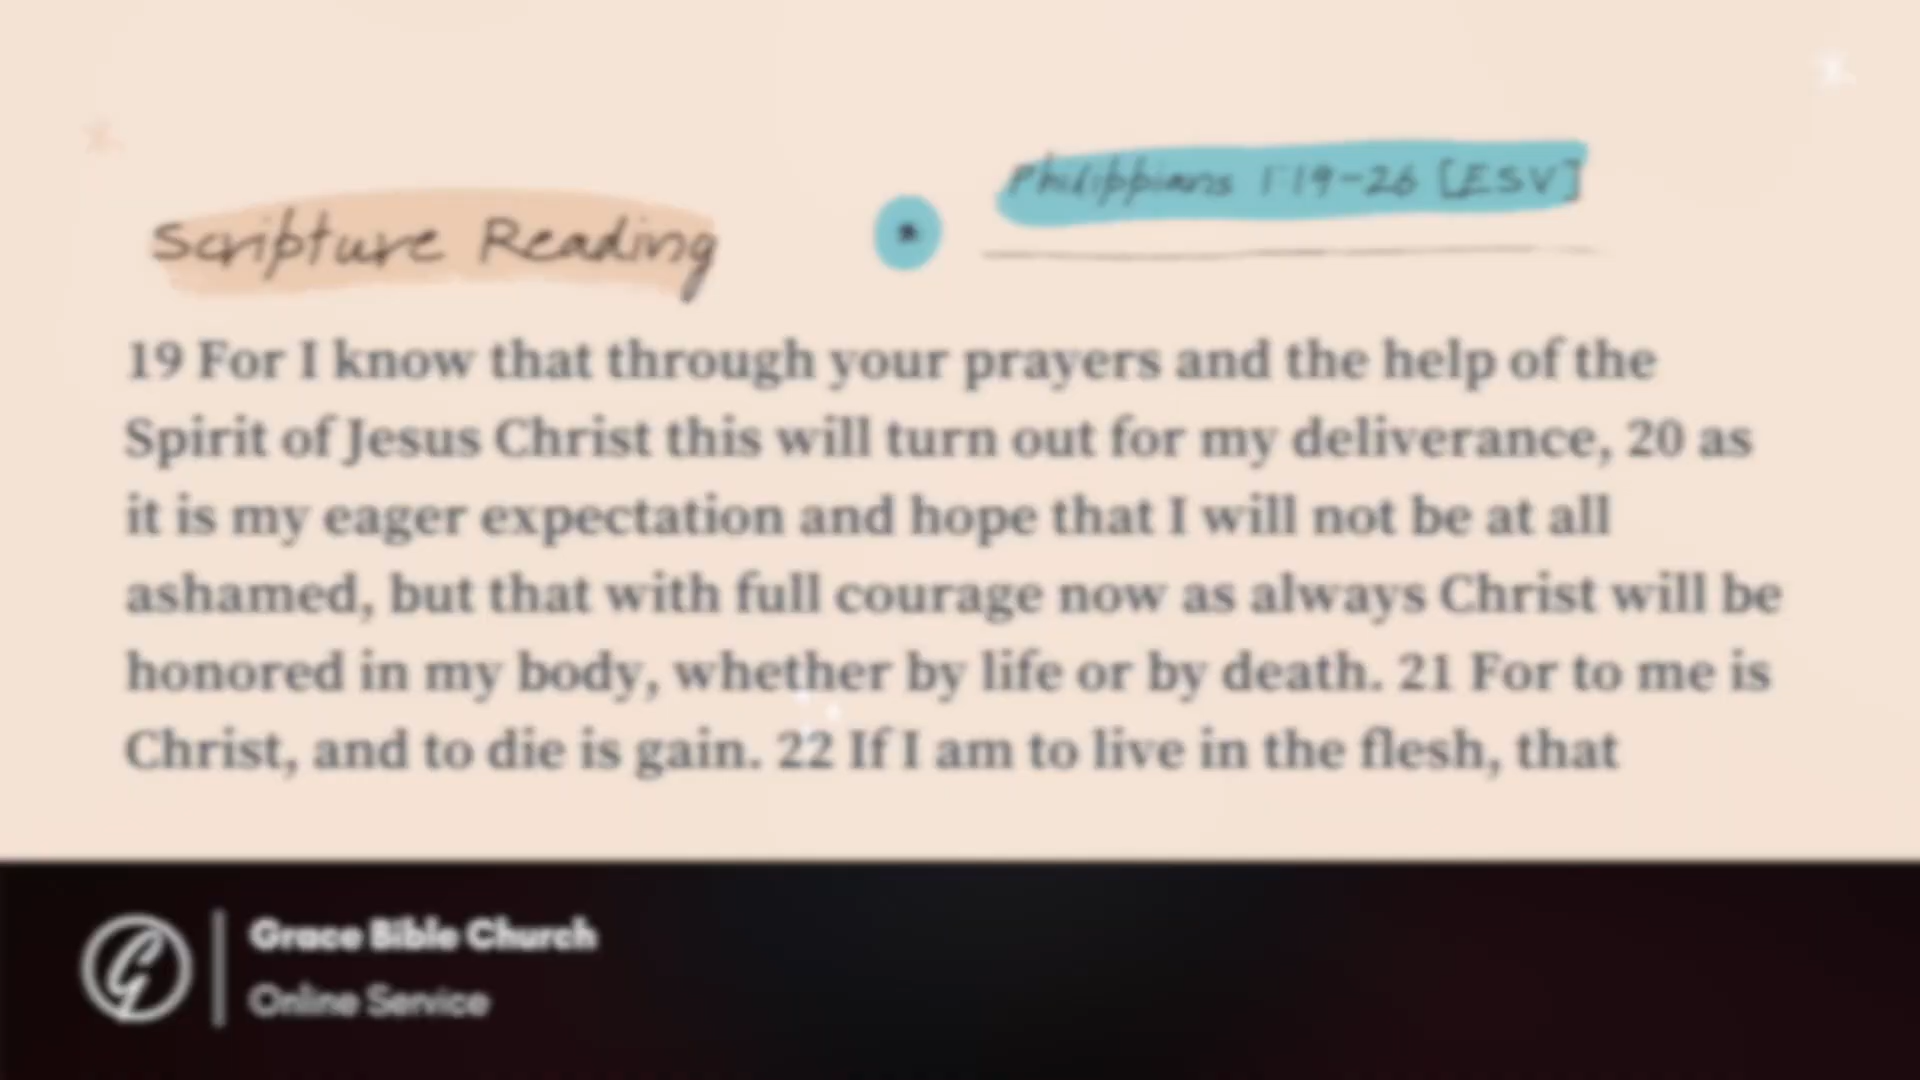 Scripture Reading
Philippians 1:19-26 [ESV]
19 For I know that through your prayers and the help of the
Spirit of Jesus Christ this will turn out for my deliverance, 20 as
it is my eager expectation and hope that I will not be at all
ashamed, but that with full courage now as always Christ will be
honored in my body, whether by life or by death. 21 For to me is
Christ, and to die is gain. 22 If I am to live in the flesh, that
G
Grace Bible Church
Online Service